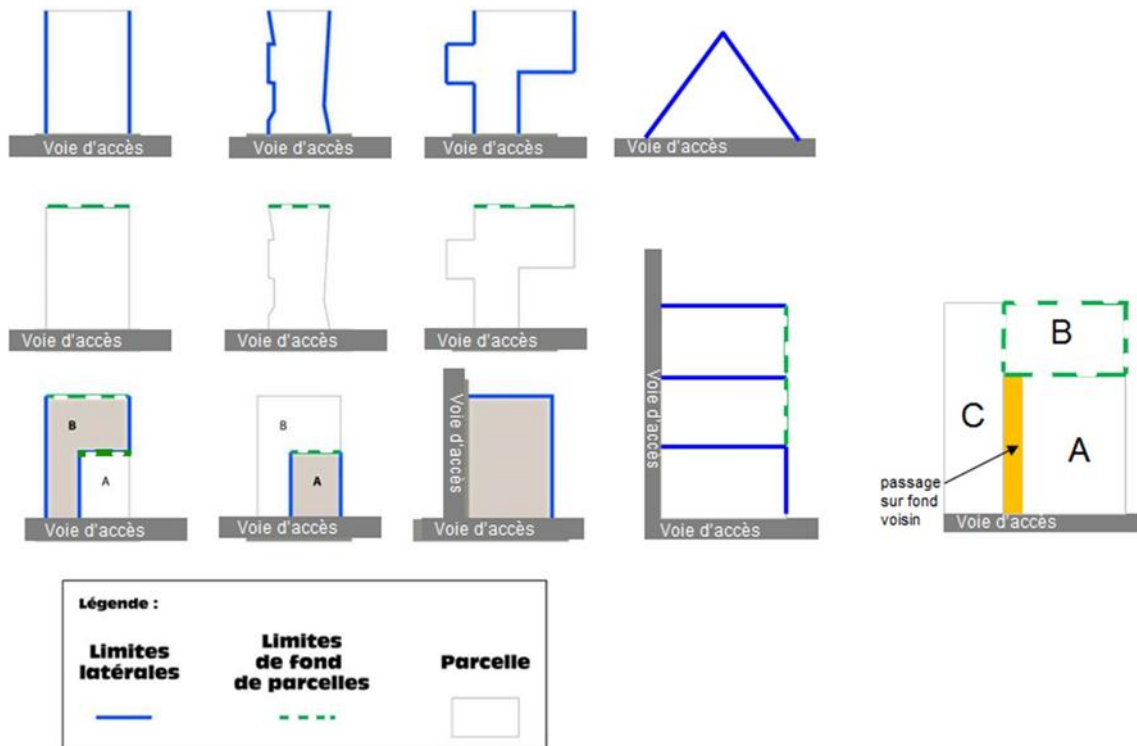 Voie d'accès
Voie d'accès
Voie d'accès
Voie d'accès
Voie d'accès
Voie d'accès
Voie d'accès
B
A
Voie d'accès
B
A
Voie d'accès
Voie d'accès
Voie d'accès
Voie d'accès
Voie d'accès
B
C
A
passage
sur fond
voisin
Voie d'accès
Légende :
Limites
latérales
Limites
de fond
de parcelles
Parcelle